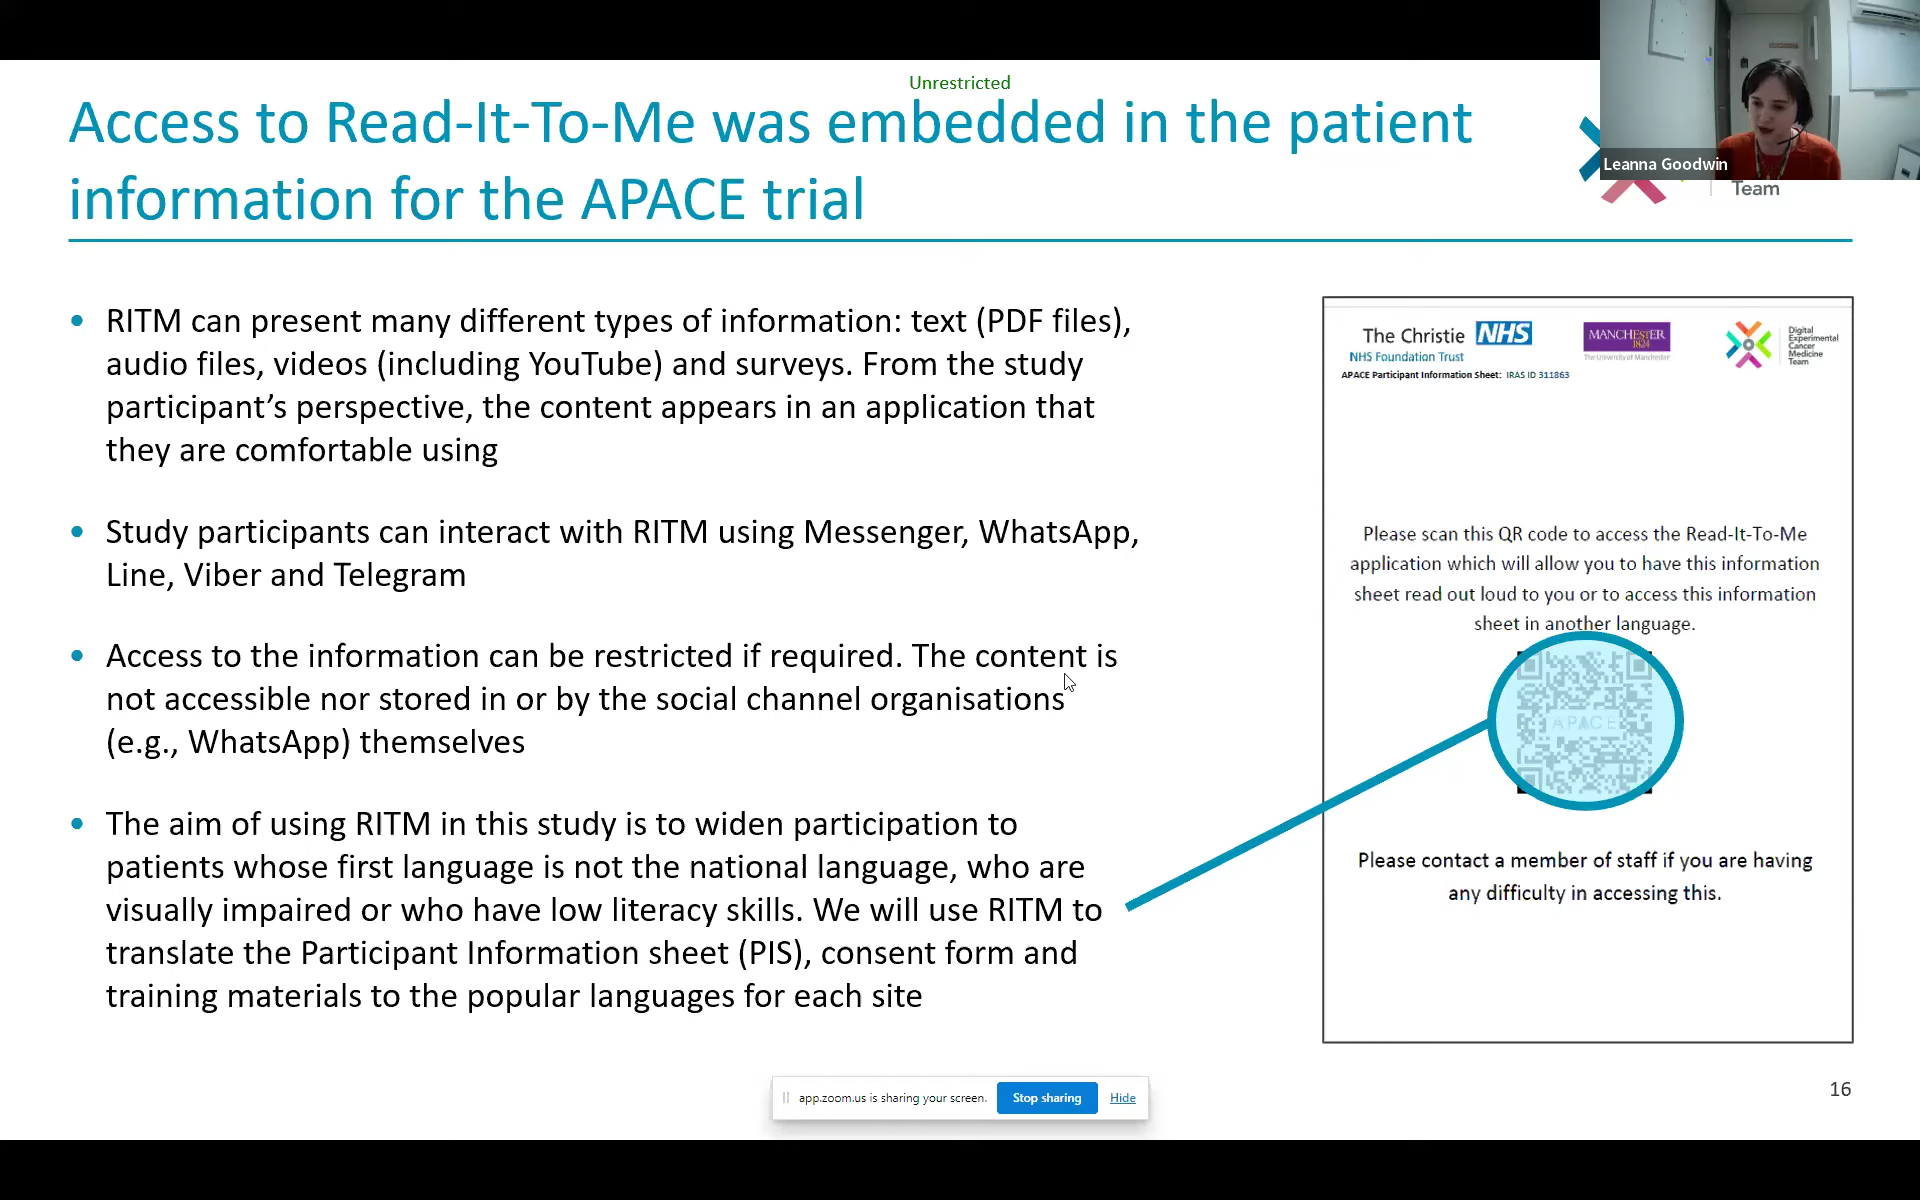 Unrestricted
Access to Read-It-To-Me was embedded in the patient
information for the APACE trial
Leanna Goodwin
Team
• RITM can present many different types of information: text (PDF files),
audio files, videos (including YouTube) and surveys. From the study
participant’s perspective, the content appears in an application that
they are comfortable using
• Study participants can interact with RITM using Messenger, WhatsApp,
Line, Viber and Telegram
• Access to the information can be restricted if required. The content is
not accessible nor stored in or by the social channel organisations
(e.g., WhatsApp) themselves
• The aim of using RITM in this study is to widen participation to
patients whose first language is not the national language, who are
visually impaired or who have low literacy skills. We will use RITM to
translate the Participant Information sheet (PIS), consent form and
training materials to the popular languages for each site
The Christie NHS
NHS Foundation Trust
MANCHESTER
1824
The University of Manchester
Digital
Experimental
Cancer
Medicine
Team
APACE Participant Information Sheet: IRAS ID 311863
Please scan this QR code to access the Read-It-To-Me
application which will allow you to have this information
sheet read out loud to you or to access this information
sheet in another language.
APACE
Please contact a member of staff if you are having
any difficulty in accessing this.
app.zoom.us is sharing your screen. Stop sharing Hide
16